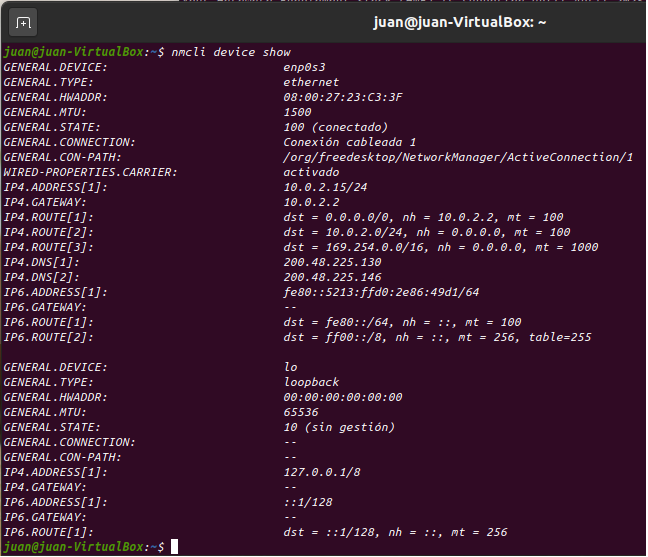 juan@juan-VirtualBox: ~
juan@juan-VirtualBox:~$ nmcli device show
GENERAL.DEVICE: enp0s3
GENERAL.TYPE: ethernet
GENERAL.HWADDR: 08:00:27:23:C3:3F
GENERAL.MTU: 1500
GENERAL.STATE: 100 (conectado)
GENERAL.CONNECTION: Conexión cableada 1
GENERAL.CON-PATH: /org/freedesktop/NetworkManager/ActiveConnection/1
WIRED-PROPERTIES.CARRIER: activado
IP4.ADDRESS[1]: 10.0.2.15/24
IP4.GATEWAY: 10.0.2.2
IP4.ROUTE[1]: dst = 0.0.0.0/0, nh = 10.0.2.2, mt = 100
IP4.ROUTE[2]: dst = 10.0.2.0/24, nh = 0.0.0.0, mt = 100
IP4.ROUTE[3]: dst = 169.254.0.0/16, nh = 0.0.0.0, mt = 1000
IP4.DNS[1]: 200.48.225.130
IP4.DNS[2]: 200.48.225.146
IP6.ADDRESS[1]: fe80::5213:ffd0:2e86:49d1/64
IP6.GATEWAY: --
IP6.ROUTE[1]: dst = fe80::/64, nh = ::, mt = 100
IP6.ROUTE[2]: dst = ff00::/8, nh = ::, mt = 256, table=255
GENERAL.DEVICE: lo
GENERAL.TYPE: loopback
GENERAL.HWADDR: 00:00:00:00:00:00
GENERAL.MTU: 65536
GENERAL.STATE: 10 (sin gestión)
GENERAL.CONNECTION: --
GENERAL.CON-PATH: --
IP4.ADDRESS[1]: 127.0.0.1/8
IP4.GATEWAY: --
IP6.ADDRESS[1]: ::1/128
IP6.GATEWAY: --
IP6.ROUTE[1]: dst = ::1/128, nh = ::, mt = 256
juan@juan-VirtualBox:~$